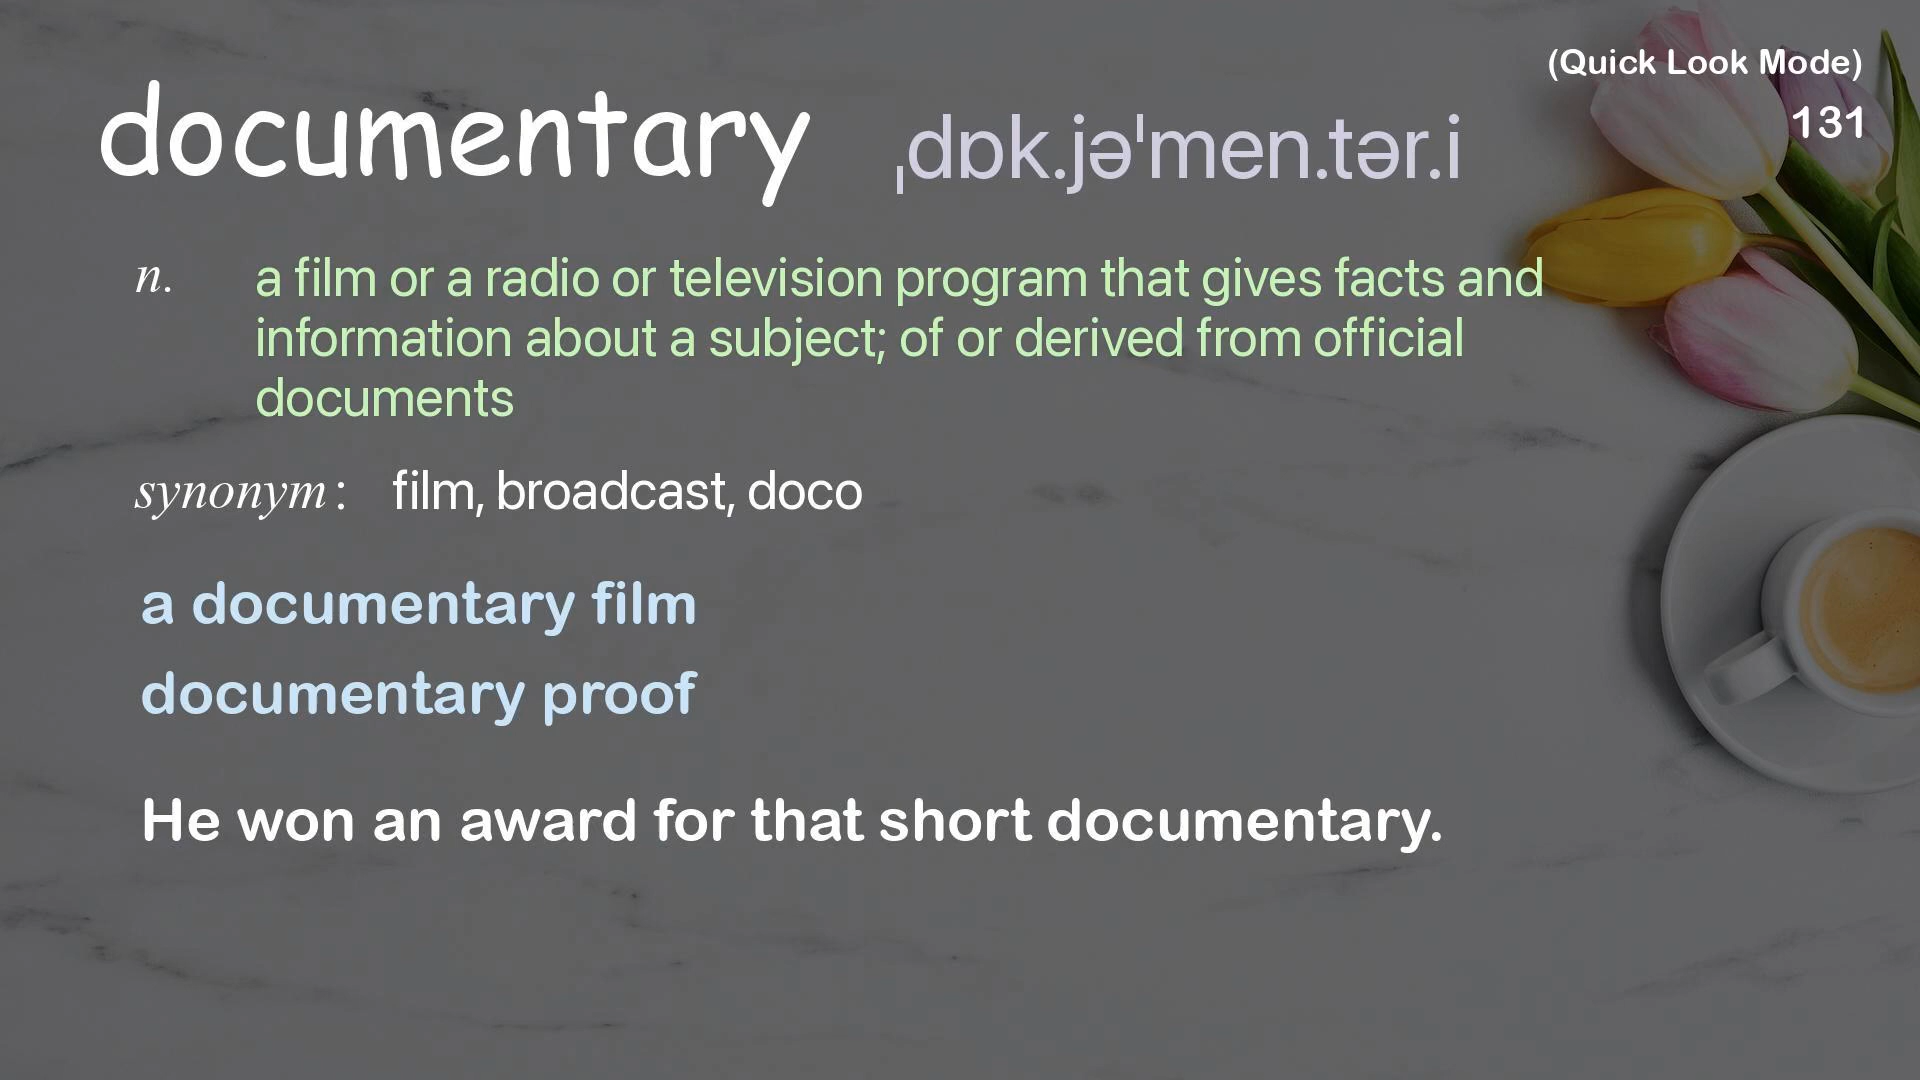 (Quick Look Mode)
131
documentary ˌdɒk.jəˈmen.tər.i
n. a film or a radio or television program that gives facts and
information about a subject; of or derived from official
documents
synonym : film, broadcast, doco
a documentary film
documentary proof
He won an award for that short documentary.